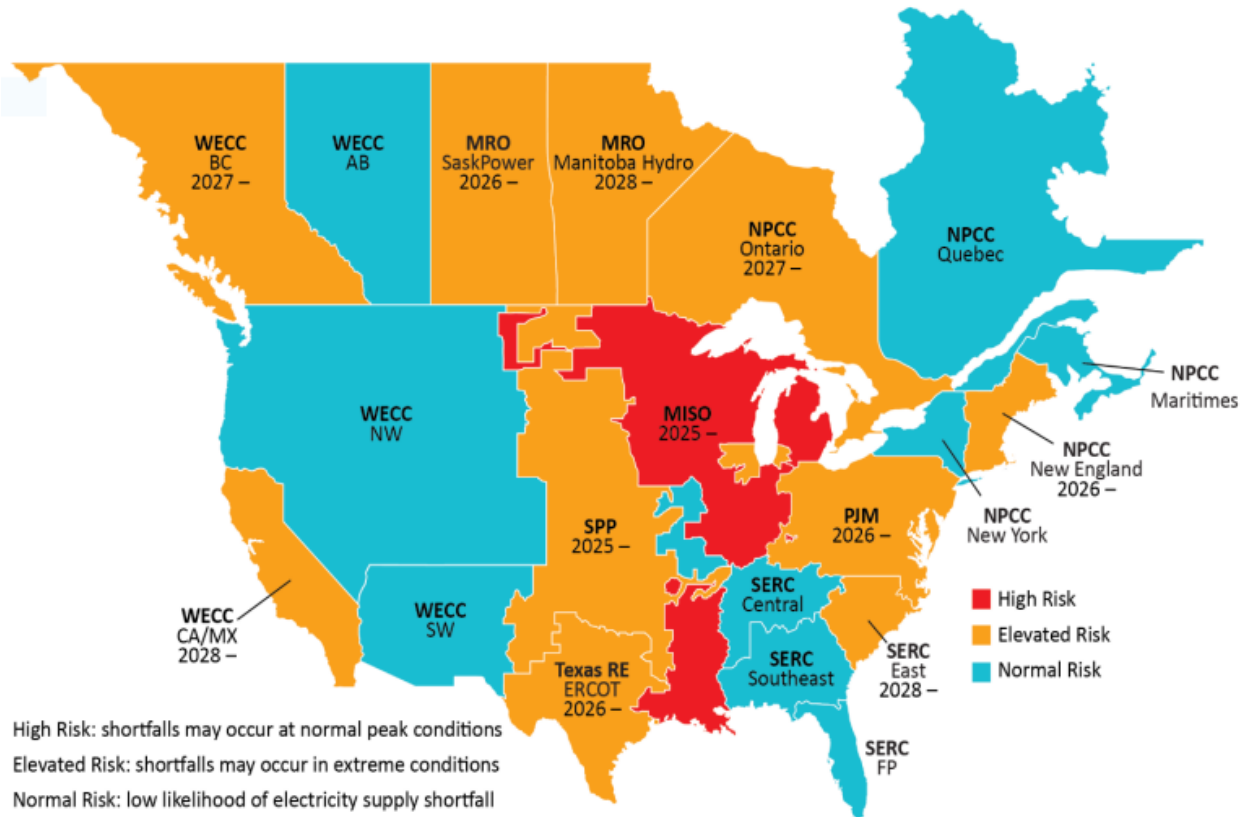 WECC
BC
2027 –
WECC
AB
MRO
SaskPower
2026 –
MRO
Manitoba Hydro
2028 –
NPCC
Ontario
2027 –
NPCC
Quebec
NPCC
Maritimes
WECC
NW
MISO
2025 –
NPCC
New England
2026 –
SPP
2025 –
PJM
2026 –
NPCC
New York
WECC
CA/MX
2028 –
WECC
SW
SERC
Central
SERC
Southeast
SERC
East
2028 –
Texas RE
ERCOT
2026 –
SERC
FP
High Risk
Elevated Risk
Normal Risk
High Risk: shortfalls may occur at normal peak conditions
Elevated Risk: shortfalls may occur in extreme conditions
Normal Risk: low likelihood of electricity supply shortfall